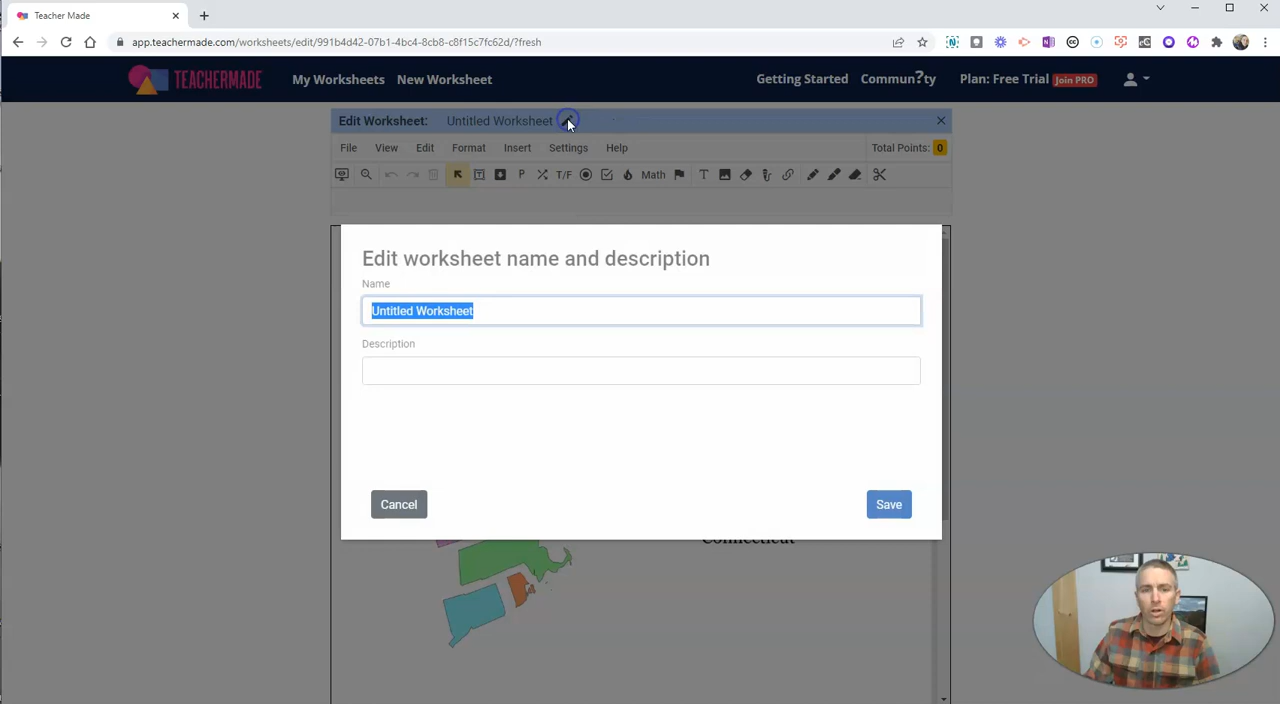 Teacher Made
app.teachermade.com/worksheets/edit/991b4d42-07b1-4bc4-8cb8-c8f15c7fc62d/?fresh
TEACHERMADE My Worksheets New Worksheet Getting Started Commun?ty Plan: Free Trial Join PRO
Edit Worksheet: Untitled Worksheet
File View Edit Format Insert Settings Help Total Points: 0
P T/F Math T
Edit worksheet name and description
Name
Untitled Worksheet
Description
Cancel Save
Connecticut